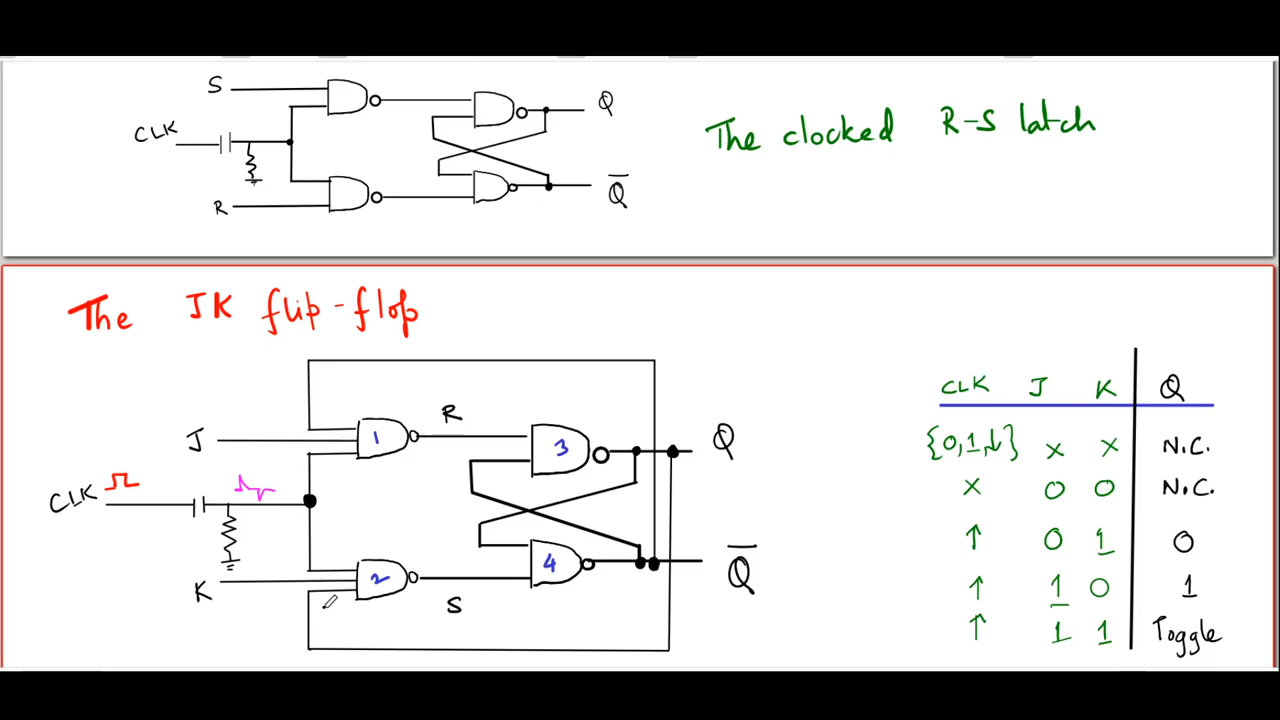 S
Q
CLK
The clocked R-S latch
R
Q̅
The JK flip-flop
R
J
1
3
Q
CLK
K
2
4
Q̅
S
CLK J K Q
{0,1,↓} x x N.C.
x 0 0 N.C.
↑ 0 1 0
↑ 1 0 1
↑ 1 1 Toggle